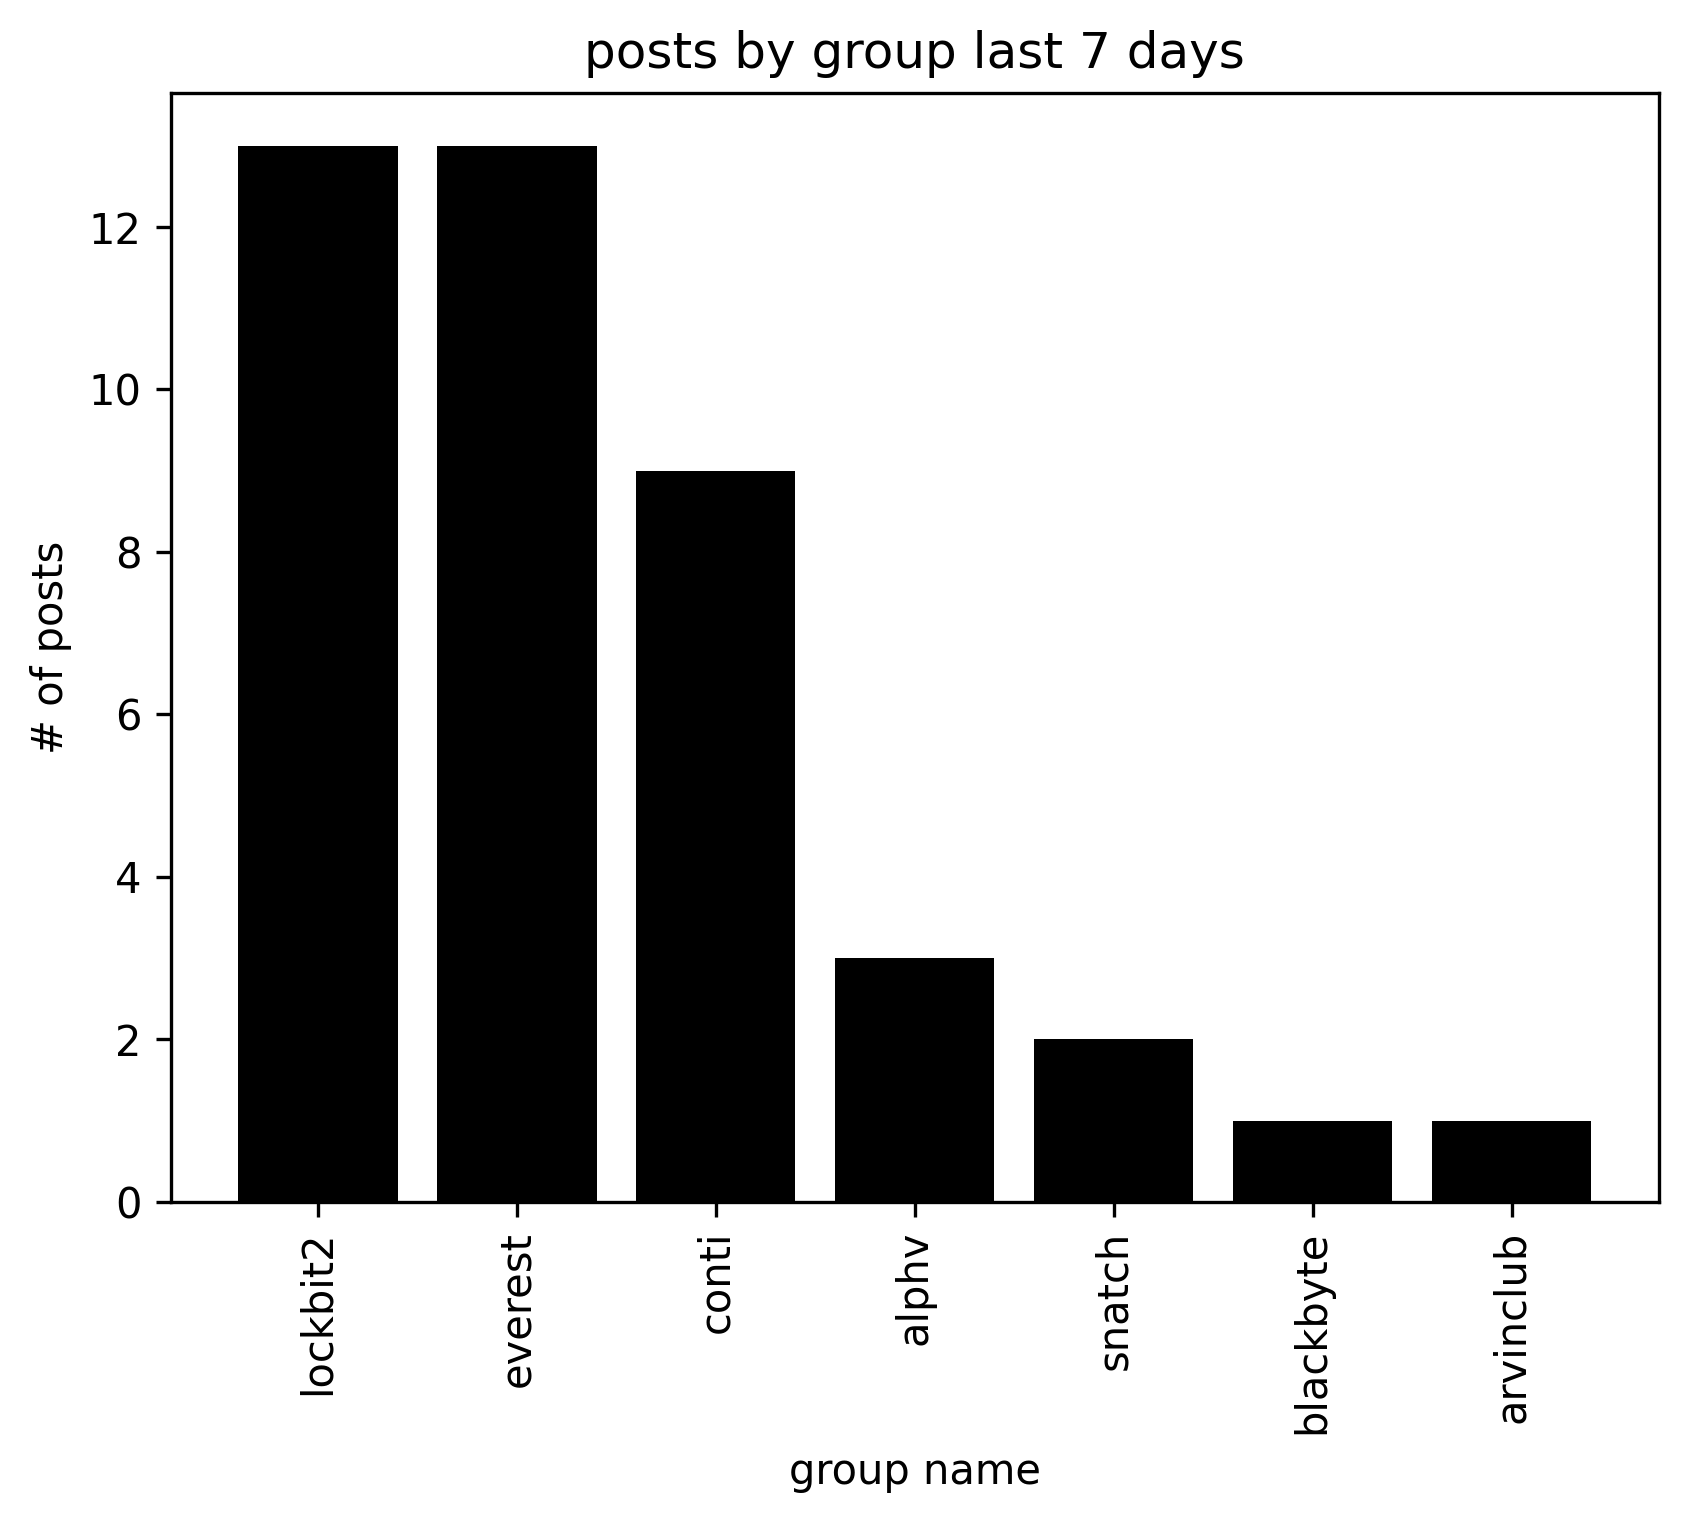 posts by group last 7 days
# of posts
12
10
8
6
4
2
0
lockbit2
everest
conti
alphv
snatch
blackbyte
arvinclub
group name